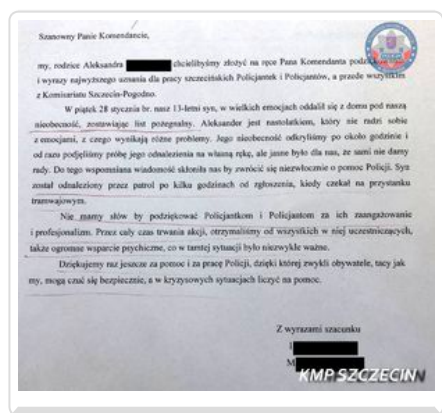 Szanowny Panie Komendancie,
my, rodzice Aleksandra chcielibyśmy złożyć na ręce Pana Komendanta
i wyrazy najwyższego uznania dla pracy szczecińskich Policjantek i Policjantów, a przede wszystkim
z Komisariatu Szczecin-Pogodno.
W piątek 28 stycznia br. nasz 13-letni syn, w wielkich emocjach oddalił się z domu pod naszą
nieobecność, zostawiając list pożegnalny. Aleksander jest nastolatkiem, który nie radzi sobie
z emocjami, z czego wynikają różne problemy. Jego nieobecność odkryliśmy po około godzinie i
od razu podjęliśmy próbę jego odnalezienia na własną rękę, ale jasne było dla nas, że sami nie damy
rady. Do tego wspomniana wiadomość skłoniła nas by zwrócić się niezwłocznie o pomoc Policji. Syn
został odnaleziony przez patrol po kilku godzinach od zgłoszenia, kiedy czekał na przystanku
tramwajowym.
Nie mamy słów by podziękować Policjantkom i Policjantom za ich zaangażowanie
i profesjonalizm. Przez cały czas trwania akcji, otrzymaliśmy od wszystkich w niej uczestniczących,
także ogromne wsparcie psychiczne, co w tamtej sytuacji było niezwykle ważne.
Dziękujemy raz jeszcze za pomoc i za pracę Policji, dzięki której zwykli obywatele, tacy jak
my, mogą czuć się bezpiecznie, a w kryzysowych sytuacjach liczyć na pomoc.
Z wyrazami szacunku
I
M
KMP SZCZECIN